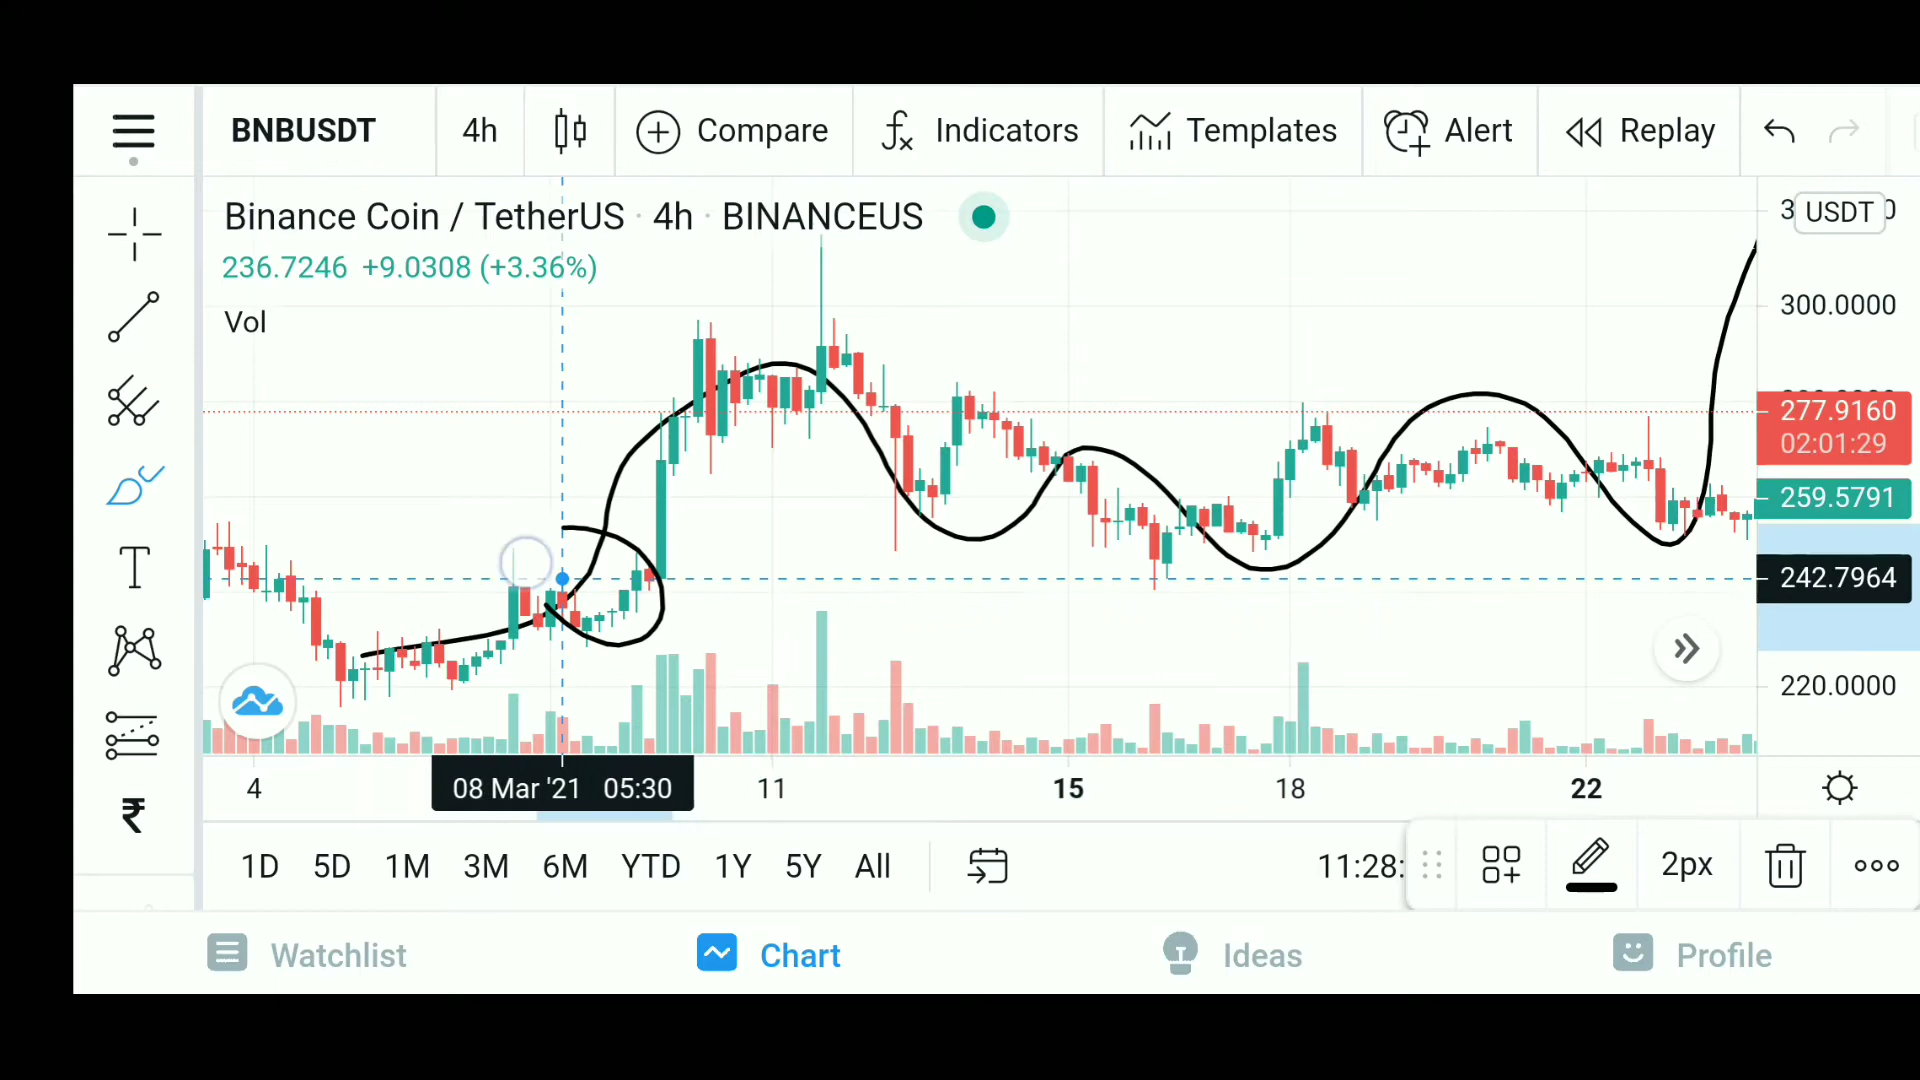 BNBUSDT 4h Compare Indicators Templates Alert Replay
Binance Coin / TetherUS · 4h · BINANCEUS
USDT
236.7246 +9.0308 (+3.36%)
Vol
300.0000
277.9160
02:01:29
259.5791
242.7964
220.0000
4 08 Mar '21 05:30 11 15 18 22
₹
1D 5D 1M 3M 6M YTD 1Y 5Y All 11:28: 2px
Watchlist Chart Ideas Profile